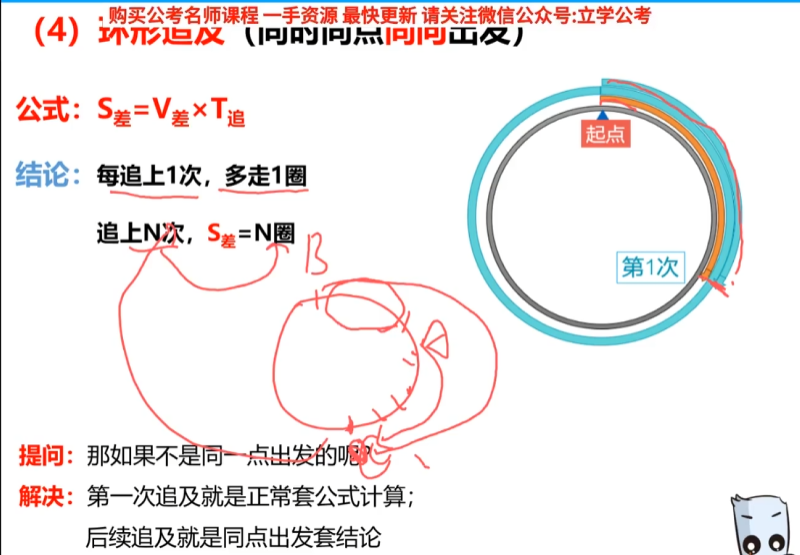 购买公考名师课程 一手资源 最快更新 请关注微信公众号:立学公考
(4)环形追及(同时同点同向出发)
公式：S差=V差×T追
起点
结论：每追上1次，多走1圈
追上N次，S差=N圈
B
第1次
A
提问：那如果不是同一点出发的呢?
解决：第一次追及就是正常套公式计算；
后续追及就是同点出发套结论